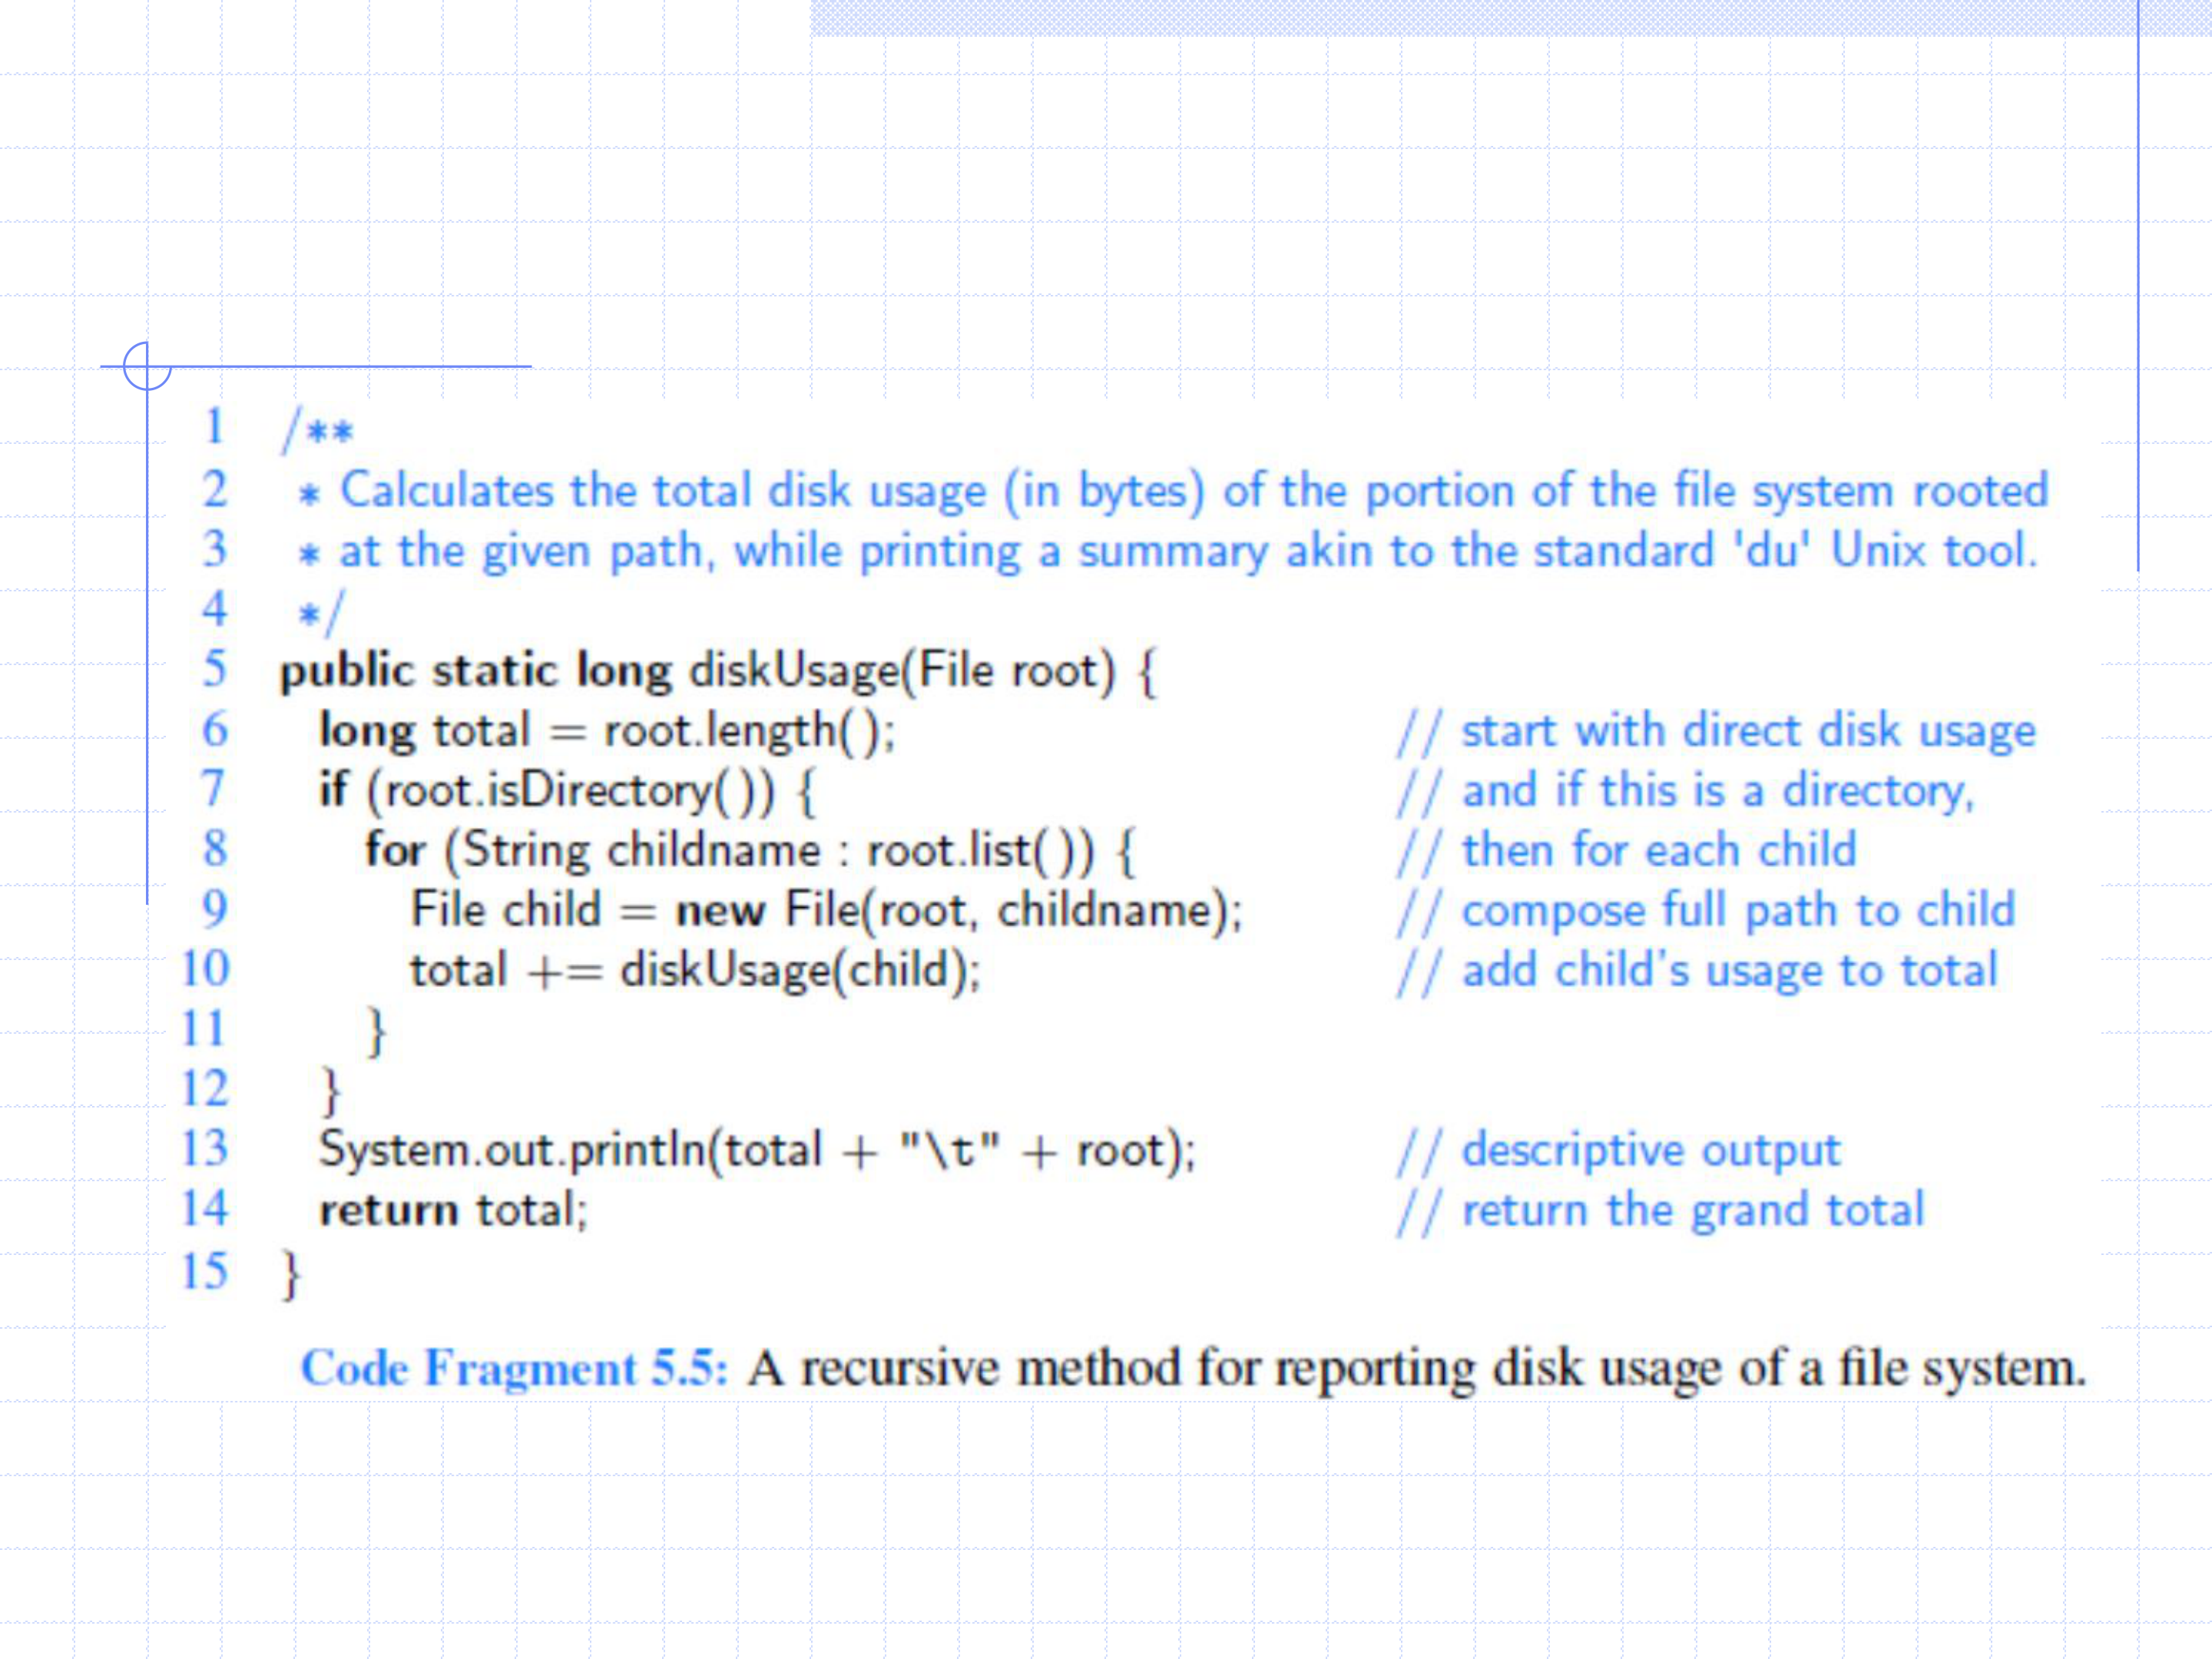 1 /**
2  * Calculates the total disk usage (in bytes) of the portion of the file system rooted
3  * at the given path, while printing a summary akin to the standard 'du' Unix tool.
4  */
5 public static long diskUsage(File root) {
6   long total = root.length( ); // start with direct disk usage
7   if (root.isDirectory( )) { // and if this is a directory,
8     for (String childname : root.list( )) { // then for each child
9       File child = new File(root, childname); // compose full path to child
10       total += diskUsage(child); // add child's usage to total
11     }
12   }
13   System.out.println(total + "\t" + root); // descriptive output
14   return total; // return the grand total
15 }
Code Fragment 5.5: A recursive method for reporting disk usage of a file system.